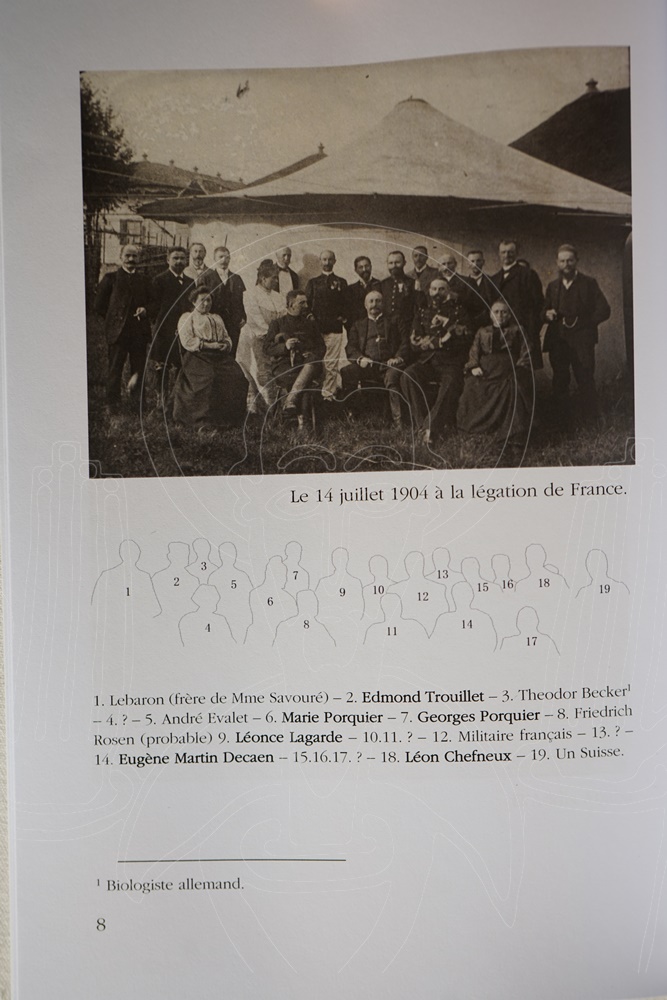 Le 14 juillet 1904 à la légation de France.
1 2 3 4 5 6 7 8 9 10 11 12 13 14 15 16 17 18 19
1. Lebaron (frère de Mme Savouré) – 2. Edmond Trouillet – 3. Theodor Becker¹
– 4. ? – 5. André Evalet – 6. Marie Porquier – 7. Georges Porquier – 8. Friedrich
Rosen (probable) 9. Léonce Lagarde – 10.11. ? – 12. Militaire français – 13. ? –
14. Eugène Martin Decaen – 15.16.17. ? – 18. Léon Chefneux – 19. Un Suisse.
¹ Biologiste allemand.
8